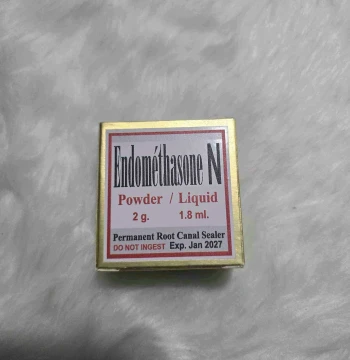 Endométhasone N
Powder / Liquid
2 g. 1.8 ml.
Permanent Root Canal Sealer
DO NOT INGEST Exp. Jan 2027